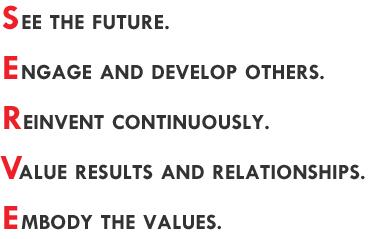 SEE THE FUTURE.
ENGAGE AND DEVELOP OTHERS.
REINVENT CONTINUOUSLY.
VALUE RESULTS AND RELATIONSHIPS.
EMBODY THE VALUES.